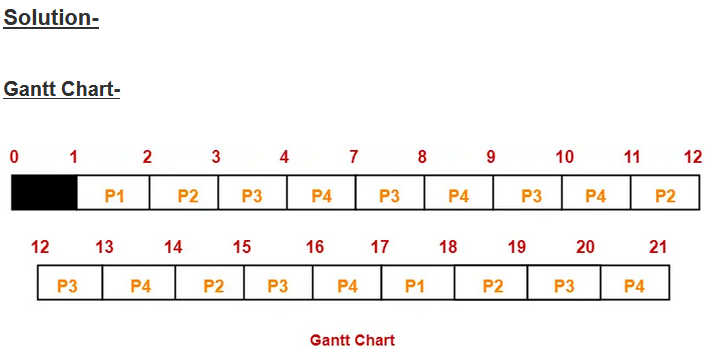 Solution-
Gantt Chart-
0 1 2 3 4 7 8 9 10 11 12
P1 P2 P3 P4 P3 P4 P3 P4 P2
12 13 14 15 16 17 18 19 20 21
P3 P4 P2 P3 P4 P1 P2 P3 P4
Gantt Chart